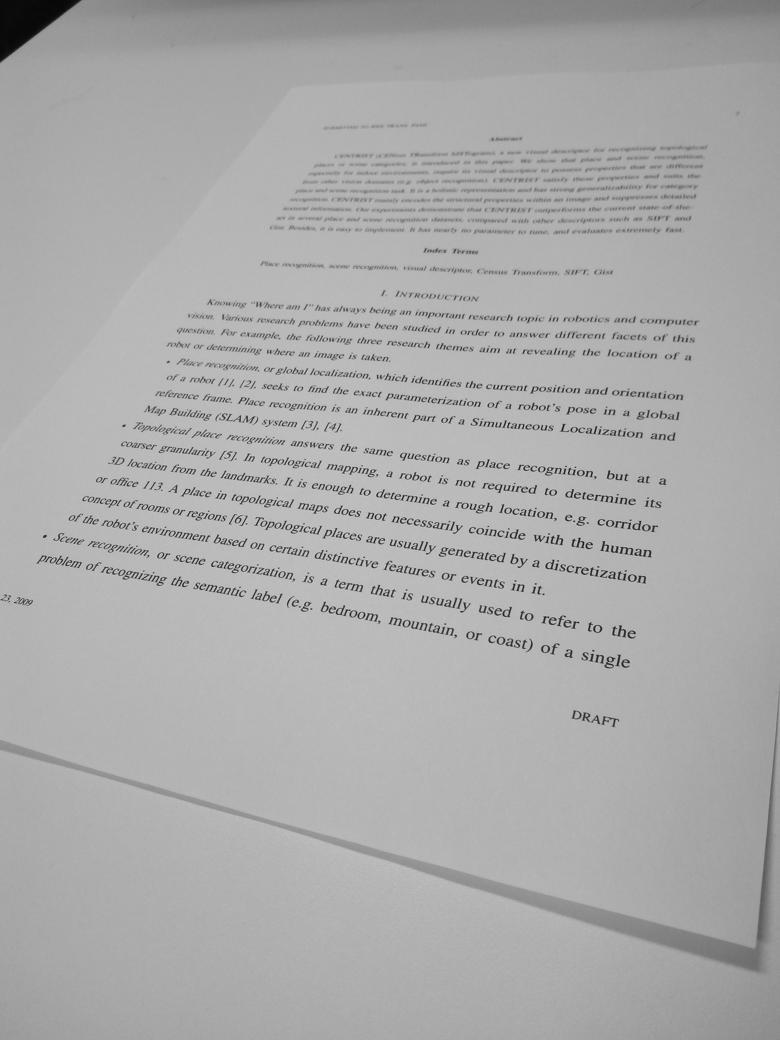 SUBMITTED TO IEEE TRANS. PAMI
Abstract
CENTRIST (CENsus TRansform hISTogram), a new visual descriptor for recognizing topological
places or scene categories, is introduced in this paper. We show that place and scene recognition,
especially for indoor environments, require its visual descriptor to possess properties that are different
from other vision domains (e.g. object recognition). CENTRIST satisfy these properties and suits the
place and scene recognition task. It is a holistic representation and has strong generalizability for category
recognition. CENTRIST mainly encodes the structural properties within an image and suppresses detailed
textural information. Our experiments demonstrate that CENTRIST outperforms the current state-of-the-
art in several place and scene recognition datasets, compared with other descriptors such as SIFT and
Gist. Besides, it is easy to implement. It has nearly no parameter to tune, and evaluates extremely fast.
Index Terms
Place recognition, scene recognition, visual descriptor, Census Transform, SIFT, Gist
I. INTRODUCTION
Knowing "Where am I" has always being an important research topic in robotics and computer
vision. Various research problems have been studied in order to answer different facets of this
question. For example, the following three research themes aim at revealing the location of a
robot or determining where an image is taken.
• Place recognition, or global localization, which identifies the current position and orientation
of a robot [1], [2], seeks to find the exact parameterization of a robot's pose in a global
reference frame. Place recognition is an inherent part of a Simultaneous Localization and
Map Building (SLAM) system [3], [4].
• Topological place recognition answers the same question as place recognition, but at a
coarser granularity [5]. In topological mapping, a robot is not required to determine its
3D location from the landmarks. It is enough to determine a rough location, e.g. corridor
or office 113. A place in topological maps does not necessarily coincide with the human
concept of rooms or regions [6]. Topological places are usually generated by a discretization
of the robot's environment based on certain distinctive features or events in it.
• Scene recognition, or scene categorization, is a term that is usually used to refer to the
problem of recognizing the semantic label (e.g. bedroom, mountain, or coast) of a single
23, 2009
DRAFT